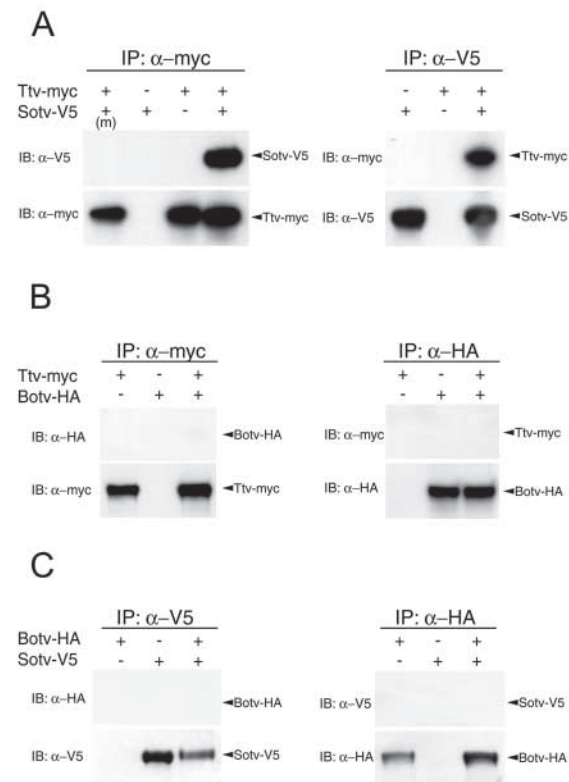 A
IP: α–myc
IP: α–V5
Ttv-myc + - + +
Sotv-V5 + + - +
(m)
- + +
+ - +
IB: α–V5
Sotv-V5
IB: α–myc
Ttv-myc
IB: α–myc
Ttv-myc
IB: α–V5
Sotv-V5
B
IP: α–myc
IP: α–HA
Ttv-myc + - +
Botv-HA - + +
+ - +
- + +
IB: α–HA
Botv-HA
IB: α–myc
Ttv-myc
IB: α–myc
Ttv-myc
IB: α–HA
Botv-HA
C
IP: α–V5
IP: α–HA
Botv-HA + - +
Sotv-V5 - + +
+ - +
- + +
IB: α–HA
Botv-HA
IB: α–V5
Sotv-V5
IB: α–V5
Sotv-V5
IB: α–HA
Botv-HA